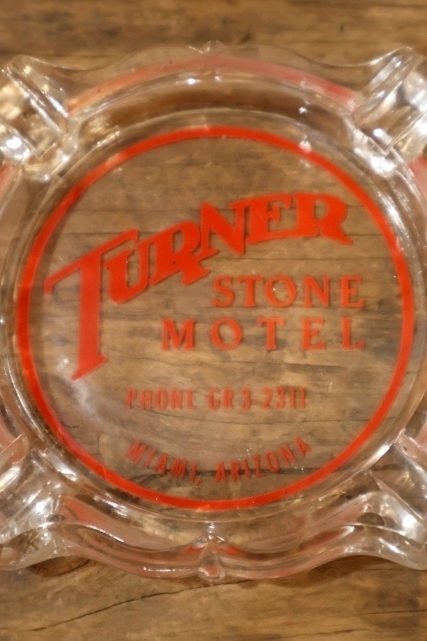 TURNER
STONE
MOTEL
PHONE GR 3-2311
MIAMI, ARIZONA